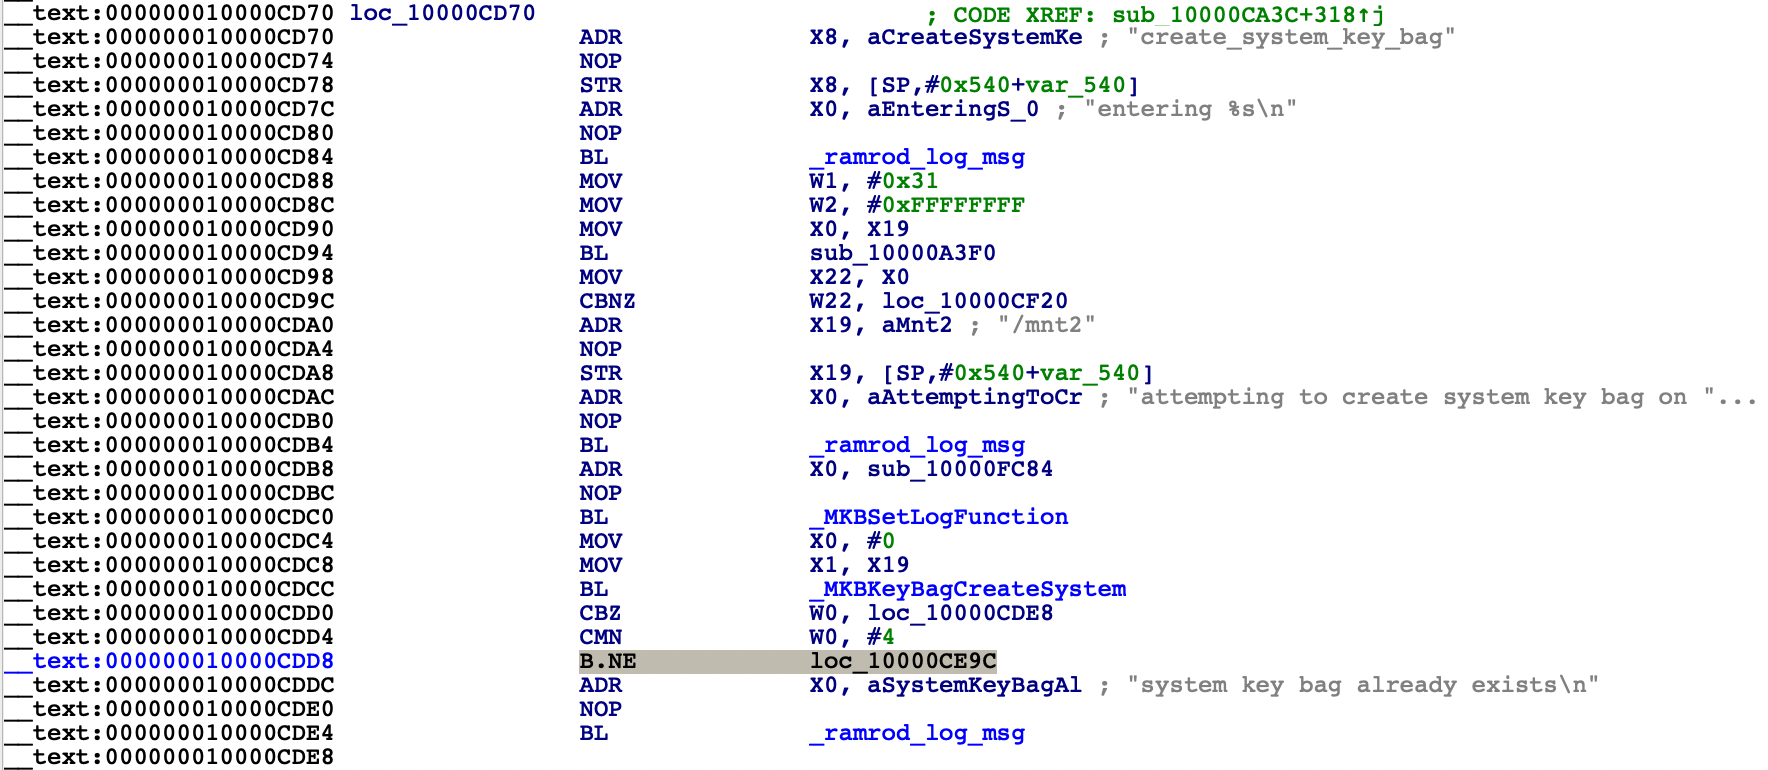 __text:000000010000CD70 loc_10000CD70 ; CODE XREF: sub_10000CA3C+318↑j
__text:000000010000CD70 ADR X8, aCreateSystemKe ; "create_system_key_bag"
__text:000000010000CD74 NOP
__text:000000010000CD78 STR X8, [SP,#0x540+var_540]
__text:000000010000CD7C ADR X0, aEnteringS_0 ; "entering %s\n"
__text:000000010000CD80 NOP
__text:000000010000CD84 BL _ramrod_log_msg
__text:000000010000CD88 MOV W1, #0x31
__text:000000010000CD8C MOV W2, #0xFFFFFFFF
__text:000000010000CD90 MOV X0, X19
__text:000000010000CD94 BL sub_10000A3F0
__text:000000010000CD98 MOV X22, X0
__text:000000010000CD9C CBNZ W22, loc_10000CF20
__text:000000010000CDA0 ADR X19, aMnt2 ; "/mnt2"
__text:000000010000CDA4 NOP
__text:000000010000CDA8 STR X19, [SP,#0x540+var_540]
__text:000000010000CDAC ADR X0, aAttemptingToCr ; "attempting to create system key bag on "...
__text:000000010000CDB0 NOP
__text:000000010000CDB4 BL _ramrod_log_msg
__text:000000010000CDB8 ADR X0, sub_10000FC84
__text:000000010000CDBC NOP
__text:000000010000CDC0 BL _MKBSetLogFunction
__text:000000010000CDC4 MOV X0, #0
__text:000000010000CDC8 MOV X1, X19
__text:000000010000CDCC BL _MKBKeyBagCreateSystem
__text:000000010000CDD0 CBZ W0, loc_10000CDE8
__text:000000010000CDD4 CMN W0, #4
__text:000000010000CDD8 B.NE loc_10000CE9C
__text:000000010000CDDC ADR X0, aSystemKeyBagAl ; "system key bag already exists\n"
__text:000000010000CDE0 NOP
__text:000000010000CDE4 BL _ramrod_log_msg
__text:000000010000CDE8